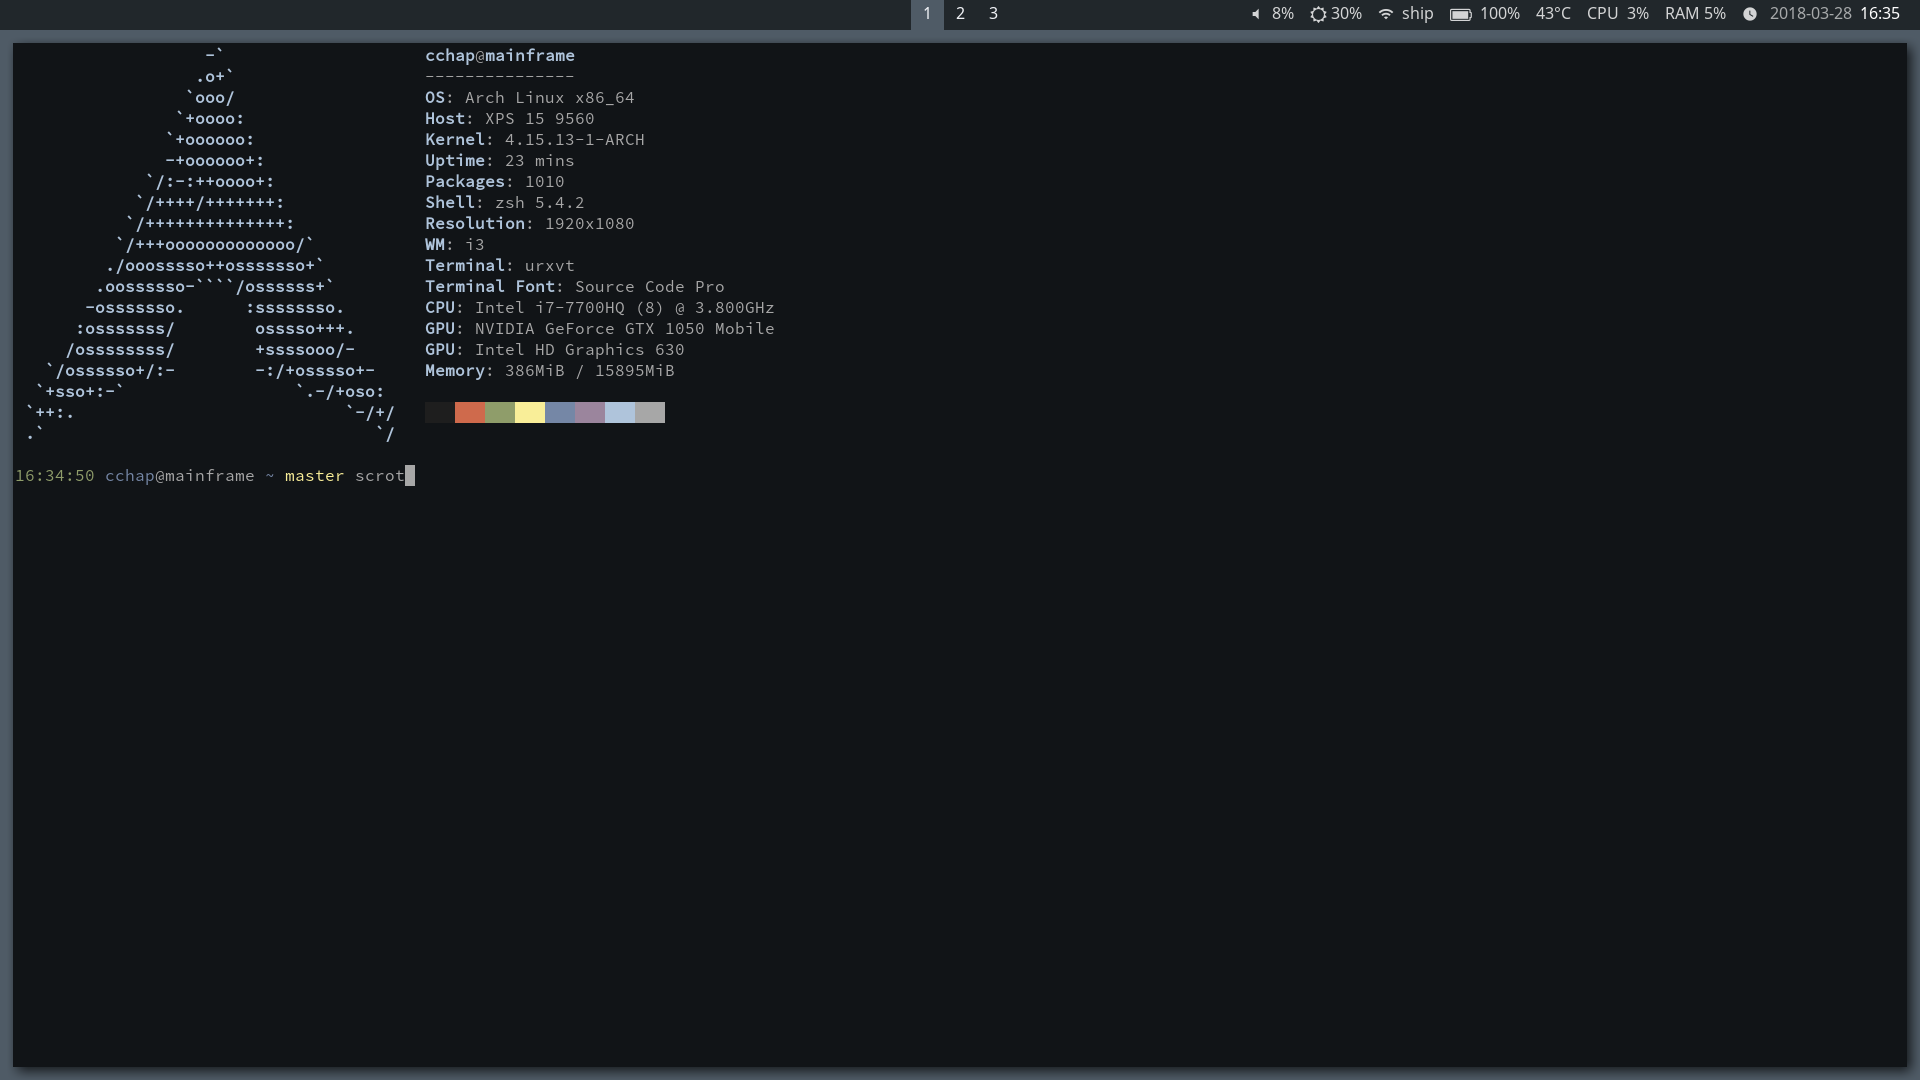 1 2 3 8% 30% ship 100% 43°C CPU 3% RAM 5% 2018-03-28 16:35
                   -`                    cchap@mainframe
                  .o+`                   ---------------
                 `ooo/                   OS: Arch Linux x86_64
                `+oooo:                  Host: XPS 15 9560
               `+oooooo:                 Kernel: 4.15.13-1-ARCH
               -+oooooo+:                Uptime: 23 mins
             `/:-:++oooo+:               Packages: 1010
            `/++++/+++++++:              Shell: zsh 5.4.2
           `/++++++++++++++:             Resolution: 1920x1080
          `/+++ooooooooooooo/`           WM: i3
         ./ooosssso++osssssso+`          Terminal: urxvt
        .oossssso-````/ossssss+`         Terminal Font: Source Code Pro
       -osssssso.      :ssssssso.        CPU: Intel i7-7700HQ (8) @ 3.800GHz
      :osssssss/        osssso+++.       GPU: NVIDIA GeForce GTX 1050 Mobile
     /ossssssss/        +ssssooo/-       GPU: Intel HD Graphics 630
   `/ossssso+/:-        -:/+osssso+-     Memory: 386MiB / 15895MiB
  `+sso+:-`                 `.-/+oso:
 `++:.                           `-/+/
 .`                                 `/
16:34:50 cchap@mainframe ~ master scrot